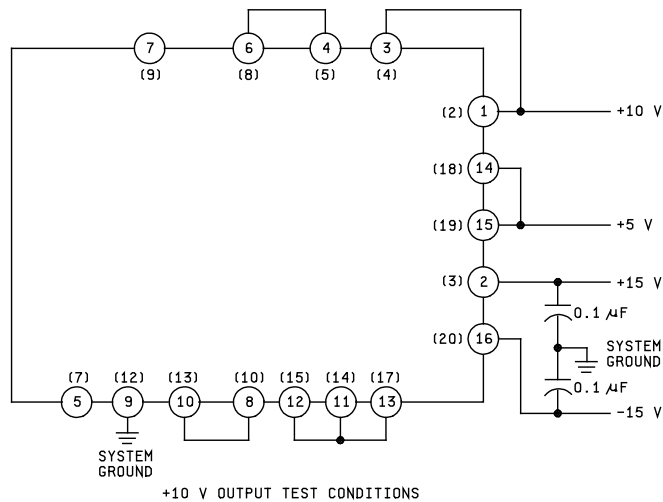 7 6 4 3
(9) (8) (5) (4)
(2) 1 +10 V
(18) 14
(19) 15 +5 V
(3) 2 +15 V
0.1 µF
(20) 16 SYSTEM
GROUND
0.1 µF
(7) (12) (13) (10) (15) (14) (17)
5 9 10 8 12 11 13
-15 V
SYSTEM
GROUND
+10 V OUTPUT TEST CONDITIONS